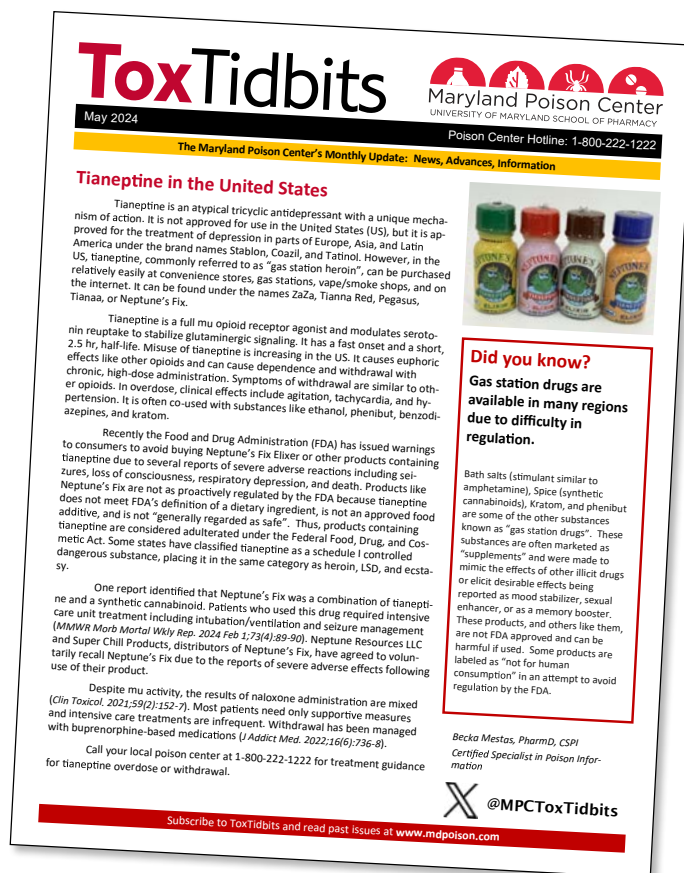 ToxTidbits
Maryland Poison Center
UNIVERSITY OF MARYLAND SCHOOL OF PHARMACY
May 2024
Poison Center Hotline: 1-800-222-1222
The Maryland Poison Center's Monthly Update: News, Advances, Information
Tianeptine in the United States
Tianeptine is an atypical tricyclic antidepressant with a unique mecha-
nism of action. It is not approved for use in the United States (US), but it is ap-
proved for the treatment of depression in parts of Europe, Asia, and Latin
America under the brand names Stablon, Coaxil, and Tatinol. However, in the
US, tianeptine, commonly referred to as "gas station heroin", can be purchased
relatively easily at convenience stores, gas stations, vape/smoke shops, and on
the internet. It can be found under the names ZaZa, Tianna Red, Pegasus,
Tianaa, or Neptune's Fix.
Tianeptine is a full mu opioid receptor agonist and modulates seroto-
nin reuptake to stabilize glutaminergic signaling. It has a fast onset and a short,
2.5 hr, half-life. Misuse of tianeptine is increasing in the US. It causes euphoric
effects like other opioids and can cause dependence and withdrawal with
chronic, high-dose administration. Symptoms of withdrawal are similar to oth-
er opioids. In overdose, clinical effects include agitation, tachycardia, and hy-
pertension. It is often co-used with substances like ethanol, phenibut, benzodi-
azepines, and kratom.
Recently the Food and Drug Administration (FDA) has issued warnings
to consumers to avoid buying Neptune's Fix Elixer or other products containing
tianeptine due to several reports of severe adverse reactions including sei-
zures, loss of consciousness, respiratory depression, and death. Products like
Neptune's Fix are not as proactively regulated by the FDA because tianeptine
does not meet FDA's definition of a dietary ingredient, is not an approved food
additive, and is not "generally regarded as safe". Thus, products containing
tianeptine are considered adulterated under the Federal Food, Drug, and Cos-
metic Act. Some states have classified tianeptine as a schedule I controlled
dangerous substance, placing it in the same category as heroin, LSD, and ecsta-
sy.
One report identified that Neptune's Fix was a combination of tianepti-
ne and a synthetic cannabinoid. Patients who used this drug required intensive
care unit treatment including intubation/ventilation and seizure management
(MMWR Morb Mortal Wkly Rep. 2024 Feb 1;73(4):89-90). Neptune Resources LLC
and Super Chill Products, distributors of Neptune's Fix, have agreed to volun-
tarily recall Neptune's Fix due to the reports of severe adverse effects following
use of their product.
Despite mu activity, the results of naloxone administration are mixed
(Clin Toxicol. 2021;59(2):152-7). Most patients need only supportive measures
and intensive care treatments are infrequent. Withdrawal has been managed
with buprenorphine-based medications (J Addict Med. 2022;16(6):736-8).
Call your local poison center at 1-800-222-1222 for treatment guidance
for tianeptine overdose or withdrawal.
NEPTUNE'S
ELIXIR
Did you know?
Gas station drugs are
available in many regions
due to difficulty in
regulation.
Bath salts (stimulant similar to
amphetamine), Spice (synthetic
cannabinoids), Kratom, and phenibut
are some of the other substances
known as "gas station drugs". These
substances are often marketed as
"supplements" and were made to
mimic the effects of other illicit drugs
or elicit desirable effects being
reported as mood stabilizer, sexual
enhancer, or as a memory booster.
These products, and others like them,
are not FDA approved and can be
harmful if used. Some products are
labeled as "not for human
consumption" in an attempt to avoid
regulation by the FDA.
Becka Mestas, PharmD, CSPI
Certified Specialist in Poison Infor-
mation
@MPCToxTidbits
Subscribe to ToxTidbits and read past issues at www.mdpoison.com